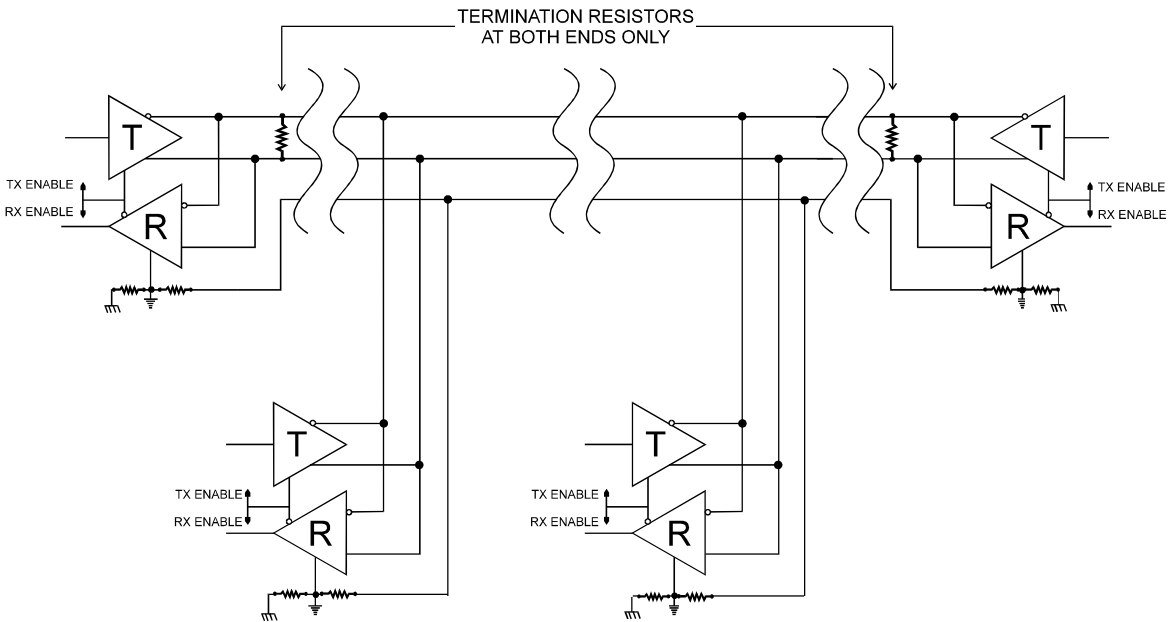 TERMINATION RESISTORS
AT BOTH ENDS ONLY
T
T
TX ENABLE
RX ENABLE
TX ENABLE
RX ENABLE
R
R
T
T
TX ENABLE
RX ENABLE
TX ENABLE
RX ENABLE
R
R